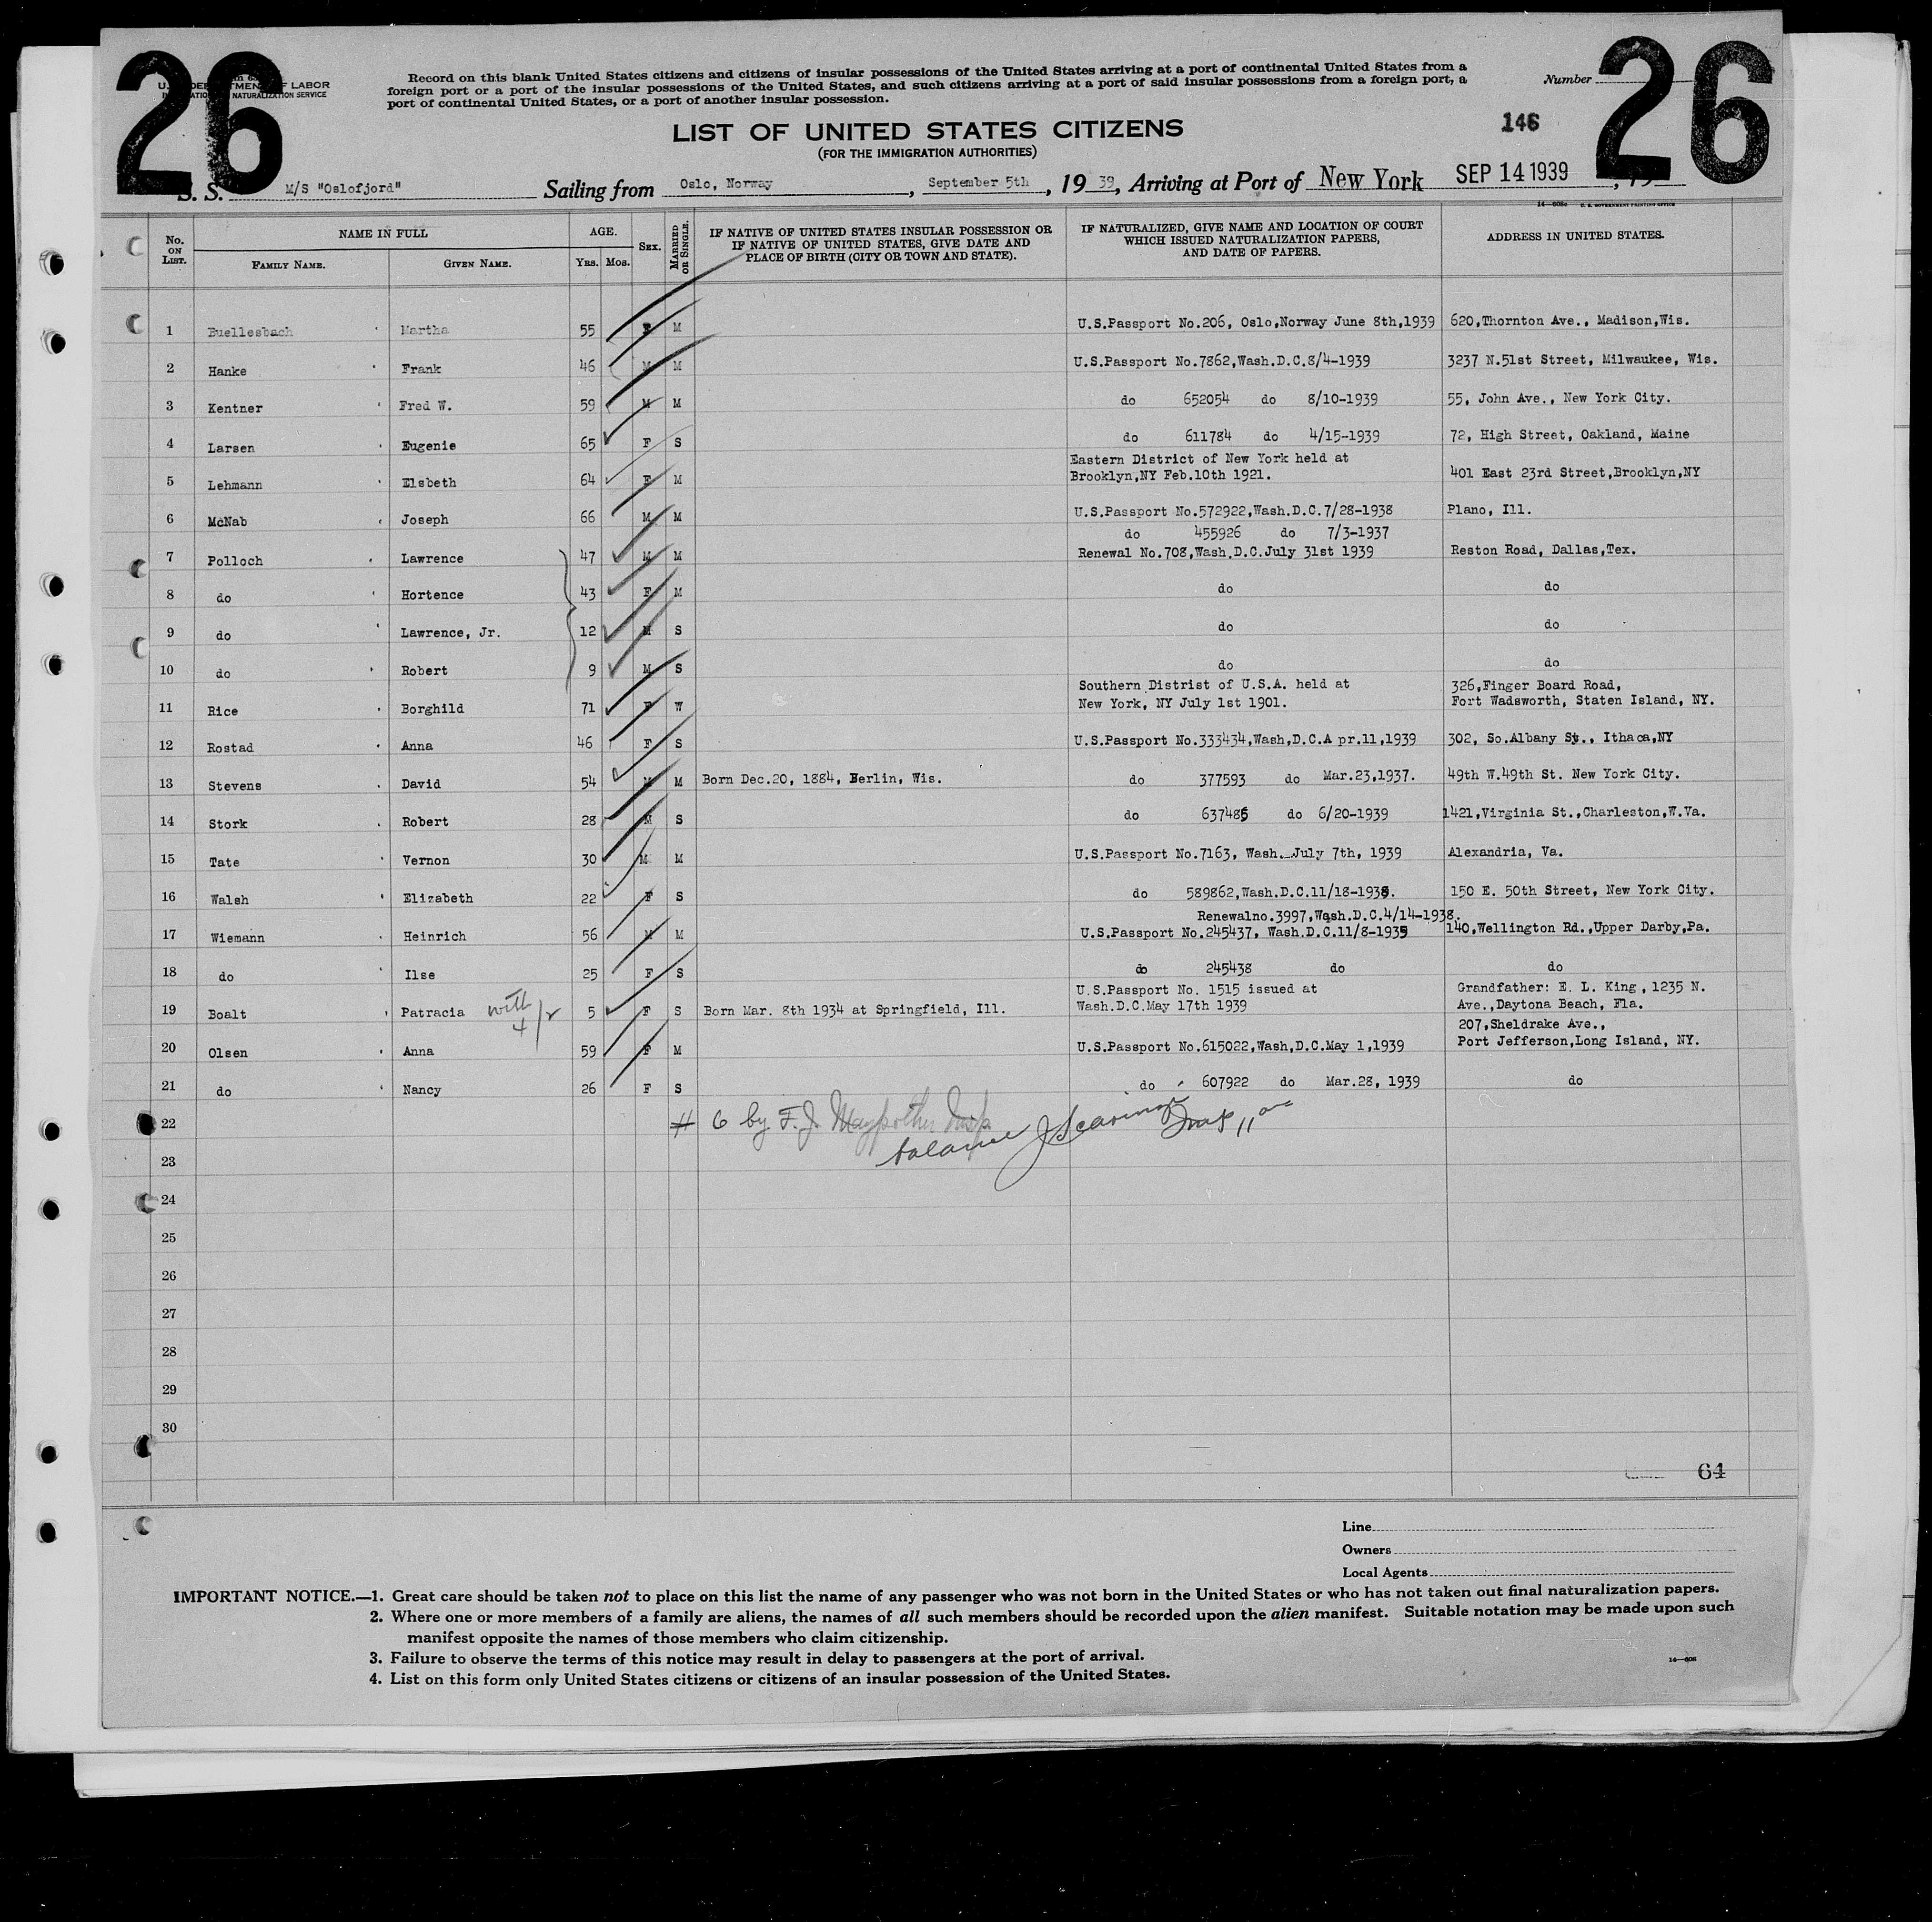 26
26
U. S. DEPARTMENT OF LABOR
NATURALIZATION SERVICE
Record on this blank United States citizens and citizens of insular possessions of the United States arriving at a port of continental United States from a
foreign port or a port of the insular possessions of the United States, and such citizens arriving at a port of said insular possessions from a foreign port, a
port of continental United States, or a port of another insular possession.
Number
LIST OF UNITED STATES CITIZENS
146
(FOR THE IMMIGRATION AUTHORITIES)
S. S. M/S "Oslofjord" Sailing from Oslo, Norway, September 5th, 19 39, Arriving at Port of New York SEP 14 1939, 19
14—608c U. S. GOVERNMENT PRINTING OFFICE
No. ON LIST. NAME IN FULL FAMILY NAME. GIVEN NAME. AGE. YRS. MOS. SEX. MARRIED OR SINGLE. IF NATIVE OF UNITED STATES INSULAR POSSESSION OR IF NATIVE OF UNITED STATES, GIVE DATE AND PLACE OF BIRTH (CITY OR TOWN AND STATE). IF NATURALIZED, GIVE NAME AND LOCATION OF COURT WHICH ISSUED NATURALIZATION PAPERS, AND DATE OF PAPERS. ADDRESS IN UNITED STATES.
1 Buellesbach Martha 55 F M U.S.Passport No.206, Oslo,Norway June 8th,1939 620,Thornton Ave., Madison,Wis.
2 Hanke Frank 46 M M U.S.Passport No.7862,Wash.D.C.8/4-1939 3237 N.51st Street, Milwaukee, Wis.
3 Kentner Fred W. 59 M M do 652054 do 8/10-1939 55, John Ave., New York City.
4 Larsen Eugenie 65 F S do 611784 do 4/15-1939 72, High Street, Oakland, Maine
Eastern District of New York held at
5 Lehmann Elsbeth 64 F M Brooklyn,NY Feb.10th 1921. 401 East 23rd Street,Brooklyn,NY
6 McNab Joseph 66 M M U.S.Passport No.572922,Wash.D.C.7/28-1938 Plano, Ill.
do 455926 do 7/3-1937
7 Polloch Lawrence 47 M M Renewal No.708,Wash.D.C.July 31st 1939 Reston Road, Dallas,Tex.
8 do Hortence 43 F M do do
9 do Lawrence, Jr. 12 M S do do
10 do Robert 9 M S do do
Southern Distrist of U.S.A. held at 326,Finger Board Road,
11 Rice Borghild 71 F W New York, NY July 1st 1901. Fort Wadsworth, Staten Island, NY.
12 Rostad Anna 46 F S U.S.Passport No.333434,Wash,D.C.A pr.11,1939 302, So.Albany St., Ithaca,NY
13 Stevens David 54 M M Born Dec.20, 1884, Berlin, Wis. do 377593 do Mar.23,1937. 49th W.49th St. New York City.
14 Stork Robert 28 M S do 637486 do 6/20-1939 1421,Virginia St.,Charleston,W.Va.
15 Tate Vernon 30 M M U.S.Passport No.7163, Wash. July 7th, 1939 Alexandria, Va.
16 Walsh Elizabeth 22 F S do 589862,Wash.D.C.11/18-1938. 150 E. 50th Street, New York City.
Renewalno.3997,Wash.D.C.4/14-1938.
17 Wiemann Heinrich 56 M M U.S.Passport No.245437, Wash.D.C.11/8-1935 140,Wellington Rd.,Upper Darby,Pa.
18 do Ilse 25 F S do 245438 do do
U.S.Passport No. 1515 issued at Grandfather: E. L. King, 1235 N.
19 Boalt Patracia with 4/2 5 F S Born Mar. 8th 1934 at Springfield, Ill. Wash.D.C.May 17th 1939 Ave.,Daytona Beach, Fla.
207,Sheldrake Ave.,
20 Olsen Anna 59 F M U.S.Passport No.615022,Wash,D.C.May 1,1939 Port Jefferson,Long Island, NY.
21 do Nancy 26 F S do 607922 do Mar.28, 1939 do
22 # 6 by F. J. Insp
balance
23
24
25
26
27
28
29
30
64
Line
Owners
Local Agents
IMPORTANT NOTICE.—1. Great care should be taken not to place on this list the name of any passenger who was not born in the United States or who has not taken out final naturalization papers.
2. Where one or more members of a family are aliens, the names of all such members should be recorded upon the alien manifest. Suitable notation may be made upon such
manifest opposite the names of those members who claim citizenship.
3. Failure to observe the terms of this notice may result in delay to passengers at the port of arrival.
4. List on this form only United States citizens or citizens of an insular possession of the United States.
14—608